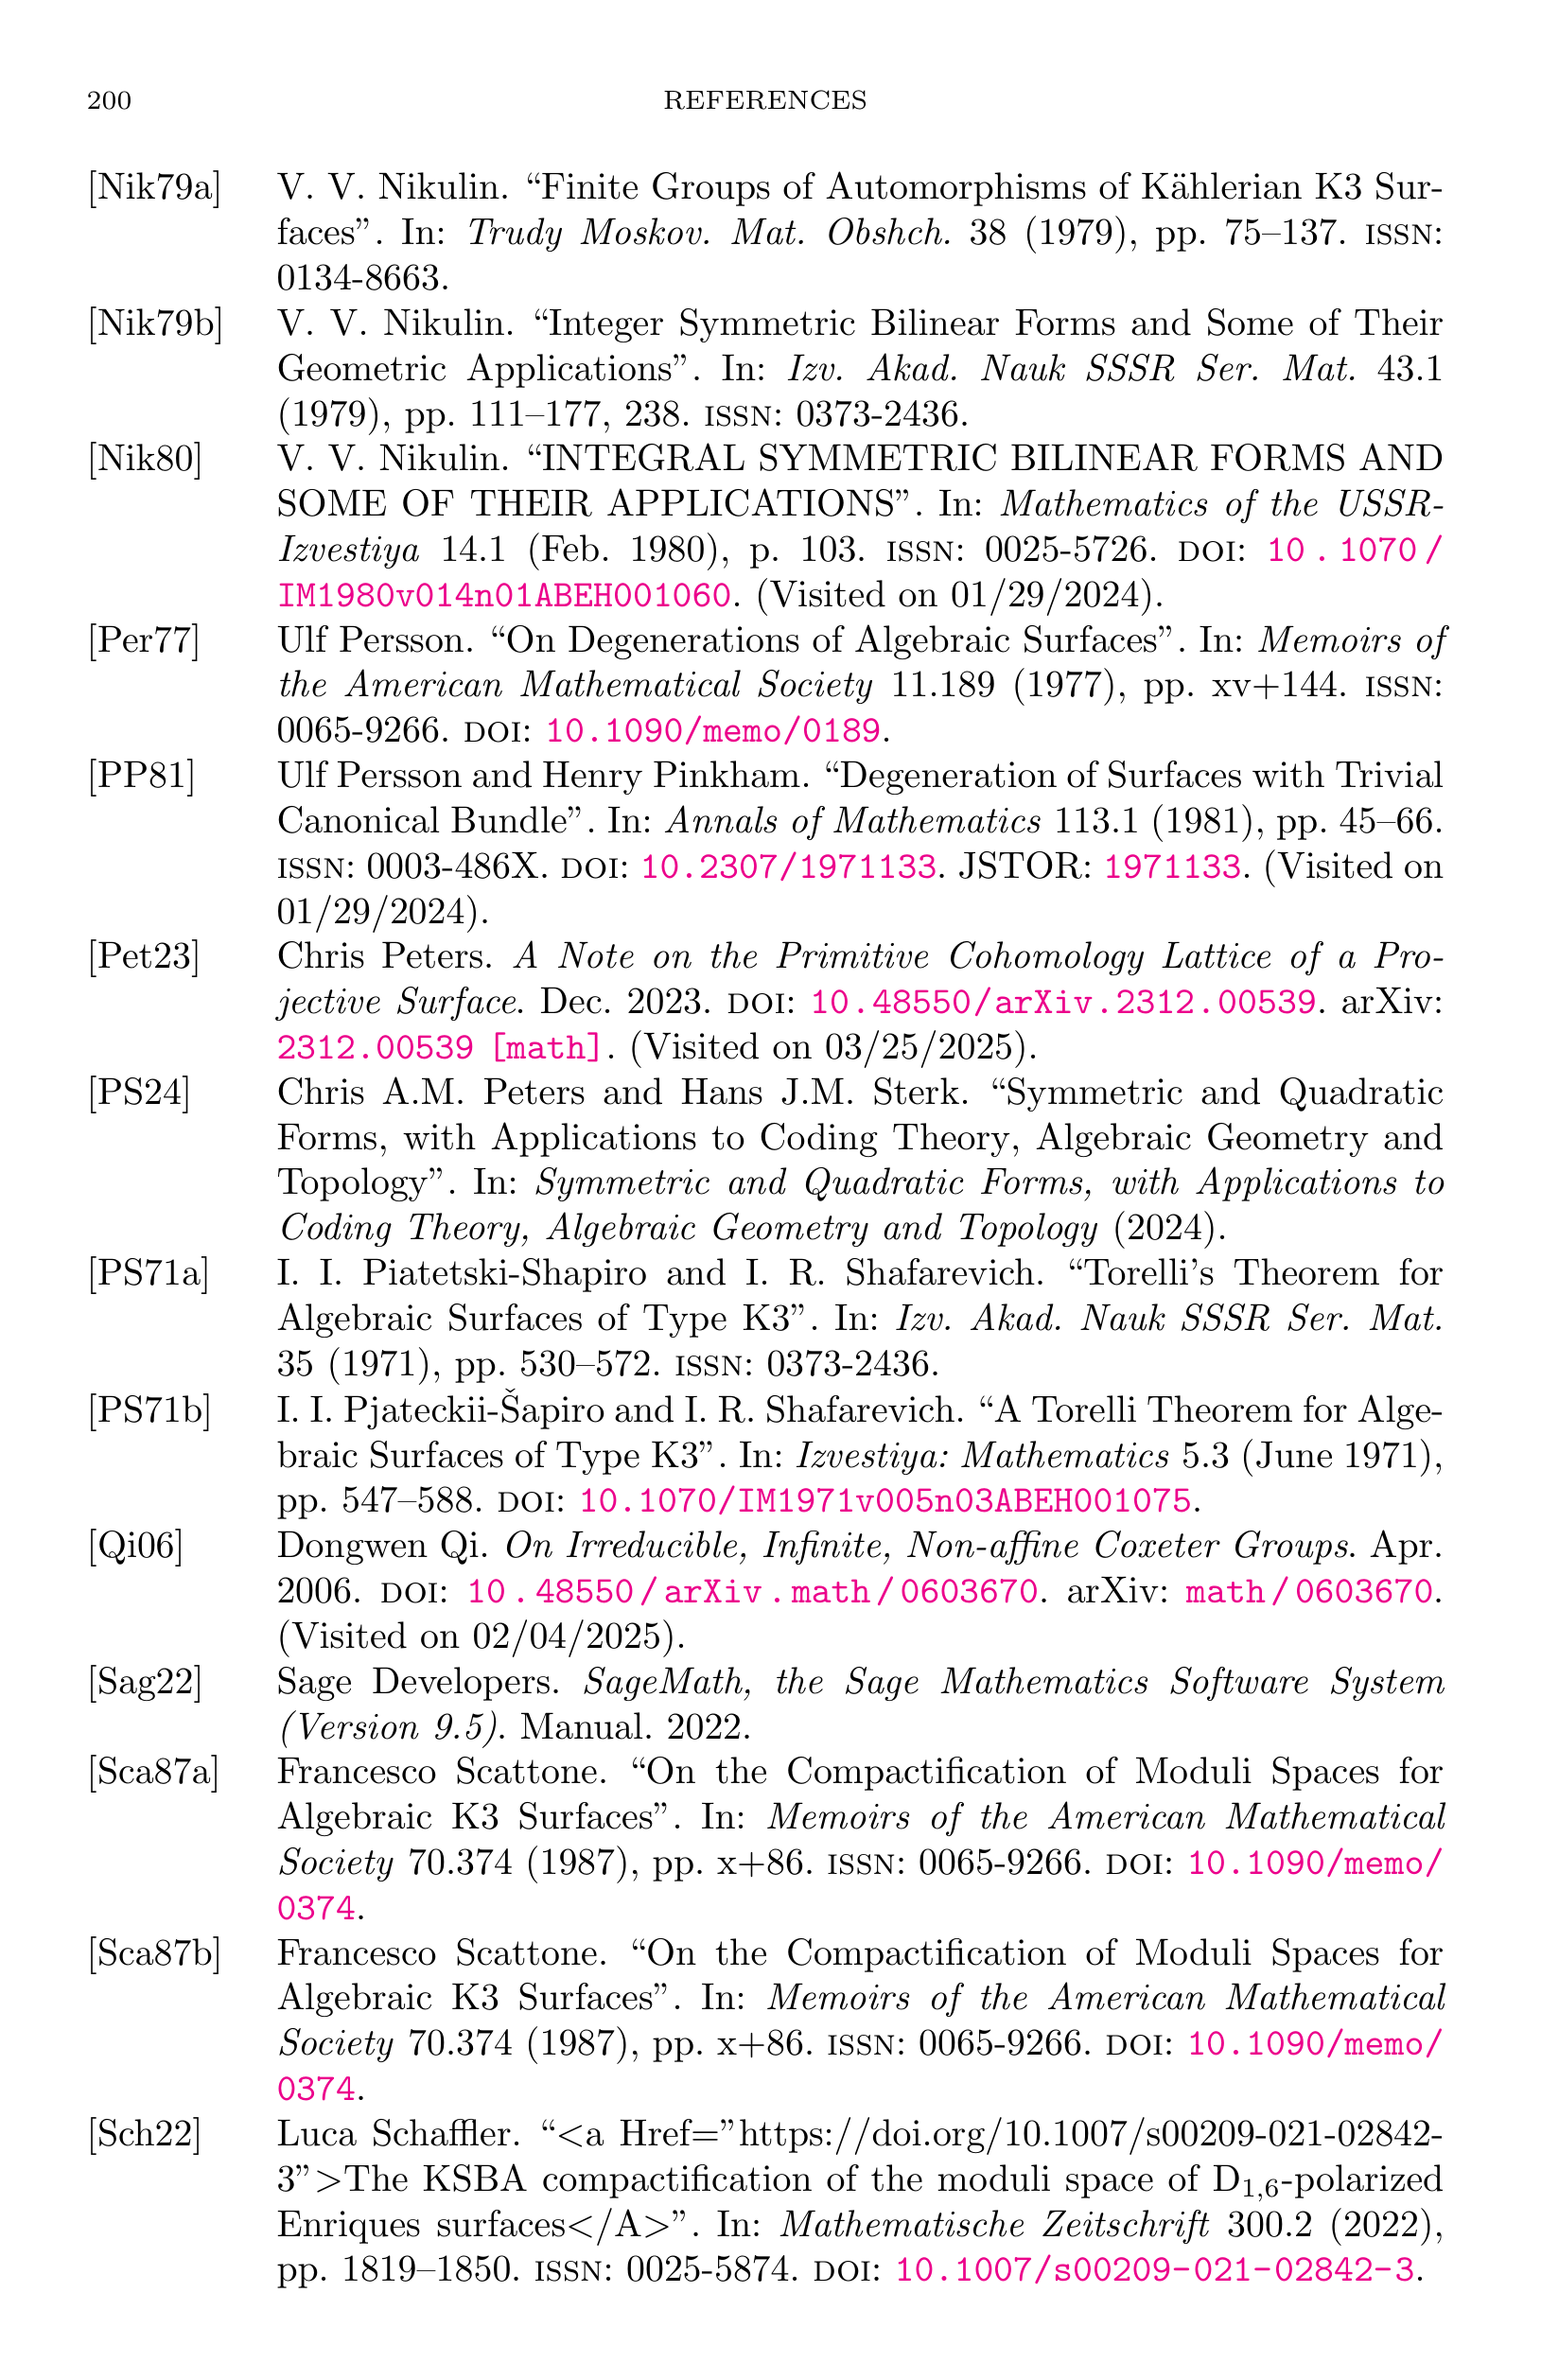 200 REFERENCES
[Nik79a] V. V. Nikulin. “Finite Groups of Automorphisms of Kählerian K3 Sur-
faces”. In: Trudy Moskov. Mat. Obshch. 38 (1979), pp. 75–137. ISSN:
0134-8663.
[Nik79b] V. V. Nikulin. “Integer Symmetric Bilinear Forms and Some of Their
Geometric Applications”. In: Izv. Akad. Nauk SSSR Ser. Mat. 43.1
(1979), pp. 111–177, 238. ISSN: 0373-2436.
[Nik80] V. V. Nikulin. “INTEGRAL SYMMETRIC BILINEAR FORMS AND
SOME OF THEIR APPLICATIONS”. In: Mathematics of the USSR-
Izvestiya 14.1 (Feb. 1980), p. 103. ISSN: 0025-5726. DOI: 10 . 1070 /
IM1980v014n01ABEH001060. (Visited on 01/29/2024).
[Per77] Ulf Persson. “On Degenerations of Algebraic Surfaces”. In: Memoirs of
the American Mathematical Society 11.189 (1977), pp. xv+144. ISSN:
0065-9266. DOI: 10.1090/memo/0189.
[PP81] Ulf Persson and Henry Pinkham. “Degeneration of Surfaces with Trivial
Canonical Bundle”. In: Annals of Mathematics 113.1 (1981), pp. 45–66.
ISSN: 0003-486X. DOI: 10.2307/1971133. JSTOR: 1971133. (Visited on
01/29/2024).
[Pet23] Chris Peters. A Note on the Primitive Cohomology Lattice of a Pro-
jective Surface. Dec. 2023. DOI: 10.48550/arXiv.2312.00539. arXiv:
2312.00539 [math]. (Visited on 03/25/2025).
[PS24] Chris A.M. Peters and Hans J.M. Sterk. “Symmetric and Quadratic
Forms, with Applications to Coding Theory, Algebraic Geometry and
Topology”. In: Symmetric and Quadratic Forms, with Applications to
Coding Theory, Algebraic Geometry and Topology (2024).
[PS71a] I. I. Piatetski-Shapiro and I. R. Shafarevich. “Torelli’s Theorem for
Algebraic Surfaces of Type K3”. In: Izv. Akad. Nauk SSSR Ser. Mat.
35 (1971), pp. 530–572. ISSN: 0373-2436.
[PS71b] I. I. Pjateckii-Šapiro and I. R. Shafarevich. “A Torelli Theorem for Alge-
braic Surfaces of Type K3”. In: Izvestiya: Mathematics 5.3 (June 1971),
pp. 547–588. DOI: 10.1070/IM1971v005n03ABEH001075.
[Qi06] Dongwen Qi. On Irreducible, Infinite, Non-affine Coxeter Groups. Apr.
2006. DOI: 10 . 48550 / arXiv . math / 0603670. arXiv: math / 0603670.
(Visited on 02/04/2025).
[Sag22] Sage Developers. SageMath, the Sage Mathematics Software System
(Version 9.5). Manual. 2022.
[Sca87a] Francesco Scattone. “On the Compactification of Moduli Spaces for
Algebraic K3 Surfaces”. In: Memoirs of the American Mathematical
Society 70.374 (1987), pp. x+86. ISSN: 0065-9266. DOI: 10.1090/memo/
0374.
[Sca87b] Francesco Scattone. “On the Compactification of Moduli Spaces for
Algebraic K3 Surfaces”. In: Memoirs of the American Mathematical
Society 70.374 (1987), pp. x+86. ISSN: 0065-9266. DOI: 10.1090/memo/
0374.
[Sch22] Luca Schaffler. “<a Href=”https://doi.org/10.1007/s00209-021-02842-
3”>The KSBA compactification of the moduli space of D₁,₆-polarized
Enriques surfaces</A>”. In: Mathematische Zeitschrift 300.2 (2022),
pp. 1819–1850. ISSN: 0025-5874. DOI: 10.1007/s00209-021-02842-3.